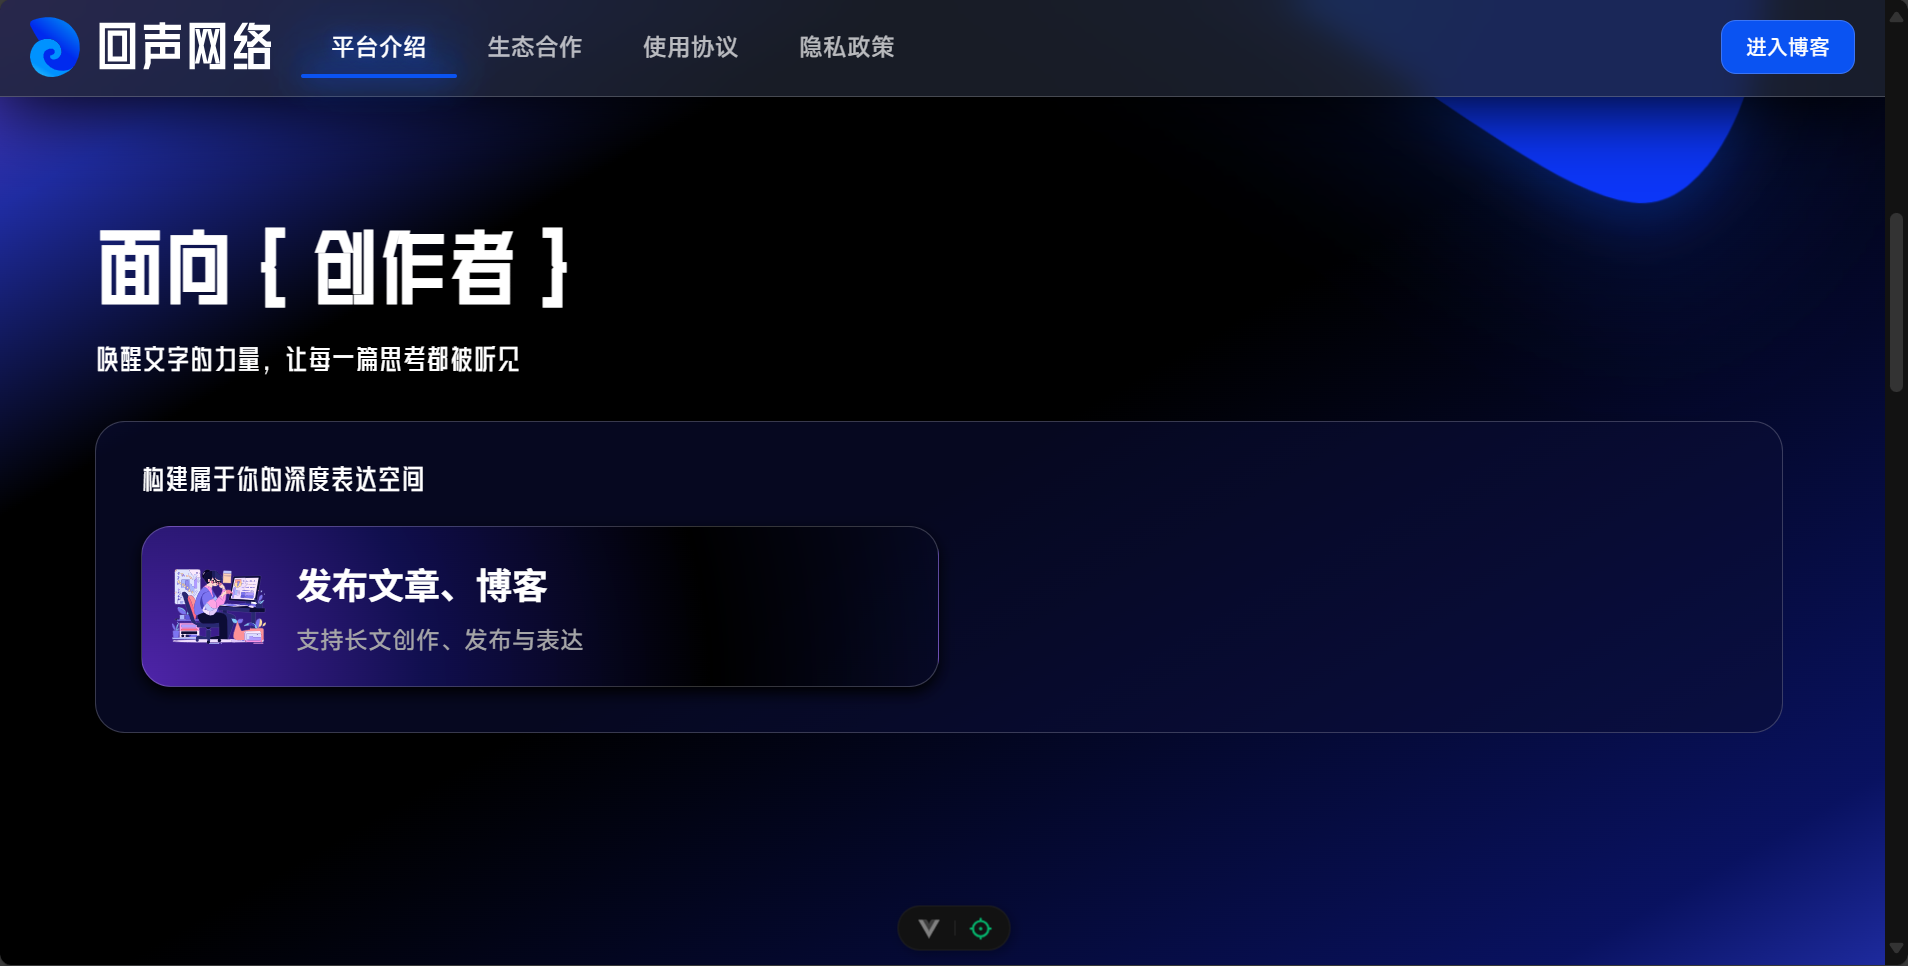 回声网络
平台介绍
生态合作
使用协议
隐私政策
进入博客
面向 { 创作者 }
唤醒文字的力量，让每一篇思考都被听见
构建属于你的深度表达空间
发布文章、博客
支持长文创作、发布与表达